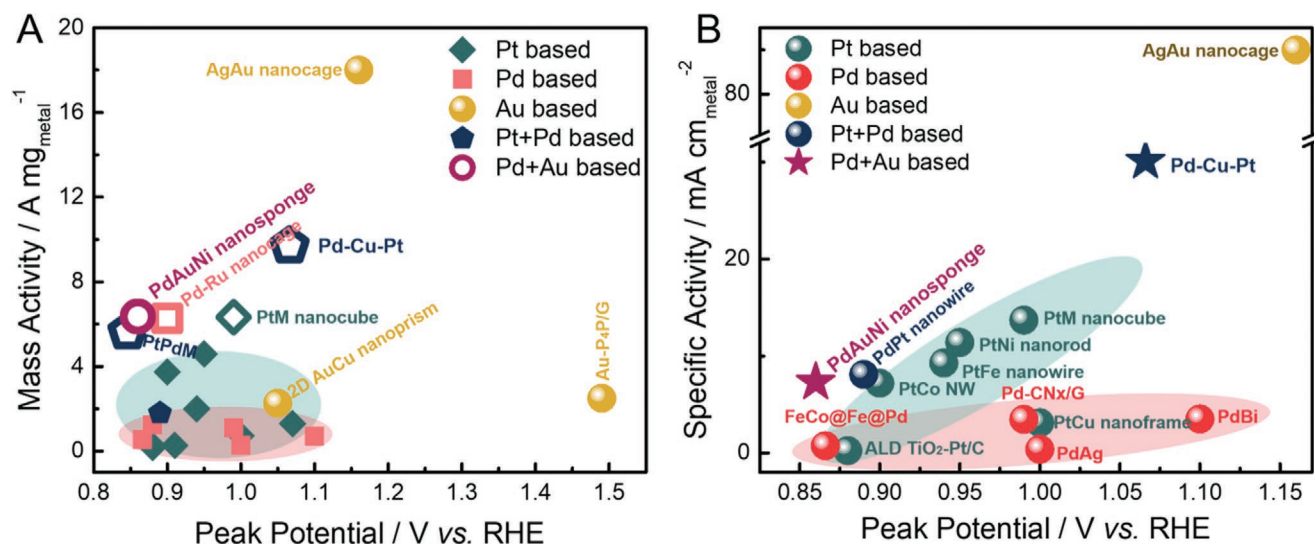 A
Mass Activity / A mg_metal^-1
20
16
12
8
4
0
0.8 0.9 1.0 1.1 1.2 1.3 1.4 1.5
Peak Potential / V vs. RHE
Pt based
Pd based
Au based
Pt+Pd based
Pd+Au based
AgAu nanocage
PdAuNi nanosponge
Pd-Ru nanocage
Pd-Cu-Pt
PtM nanocube
PtPdM
2D AuCu nanoprism
Au-P₄P/G
B
Specific Activity / mA cm_metal^-2
80
20
0
0.85 0.90 0.95 1.00 1.05 1.10 1.15
Peak Potential / V vs. RHE
Pt based
Pd based
Au based
Pt+Pd based
Pd+Au based
AgAu nanocage
Pd-Cu-Pt
PdAuNi nanosponge
PdPt nanowire
PtM nanocube
PtNi nanorod
PtFe nanowire
PtCo NW
Pd-CNx/G
FeCo@Fe@Pd
PtCu nanoframe
PdBi
ALD TiO₂-Pt/C
PdAg